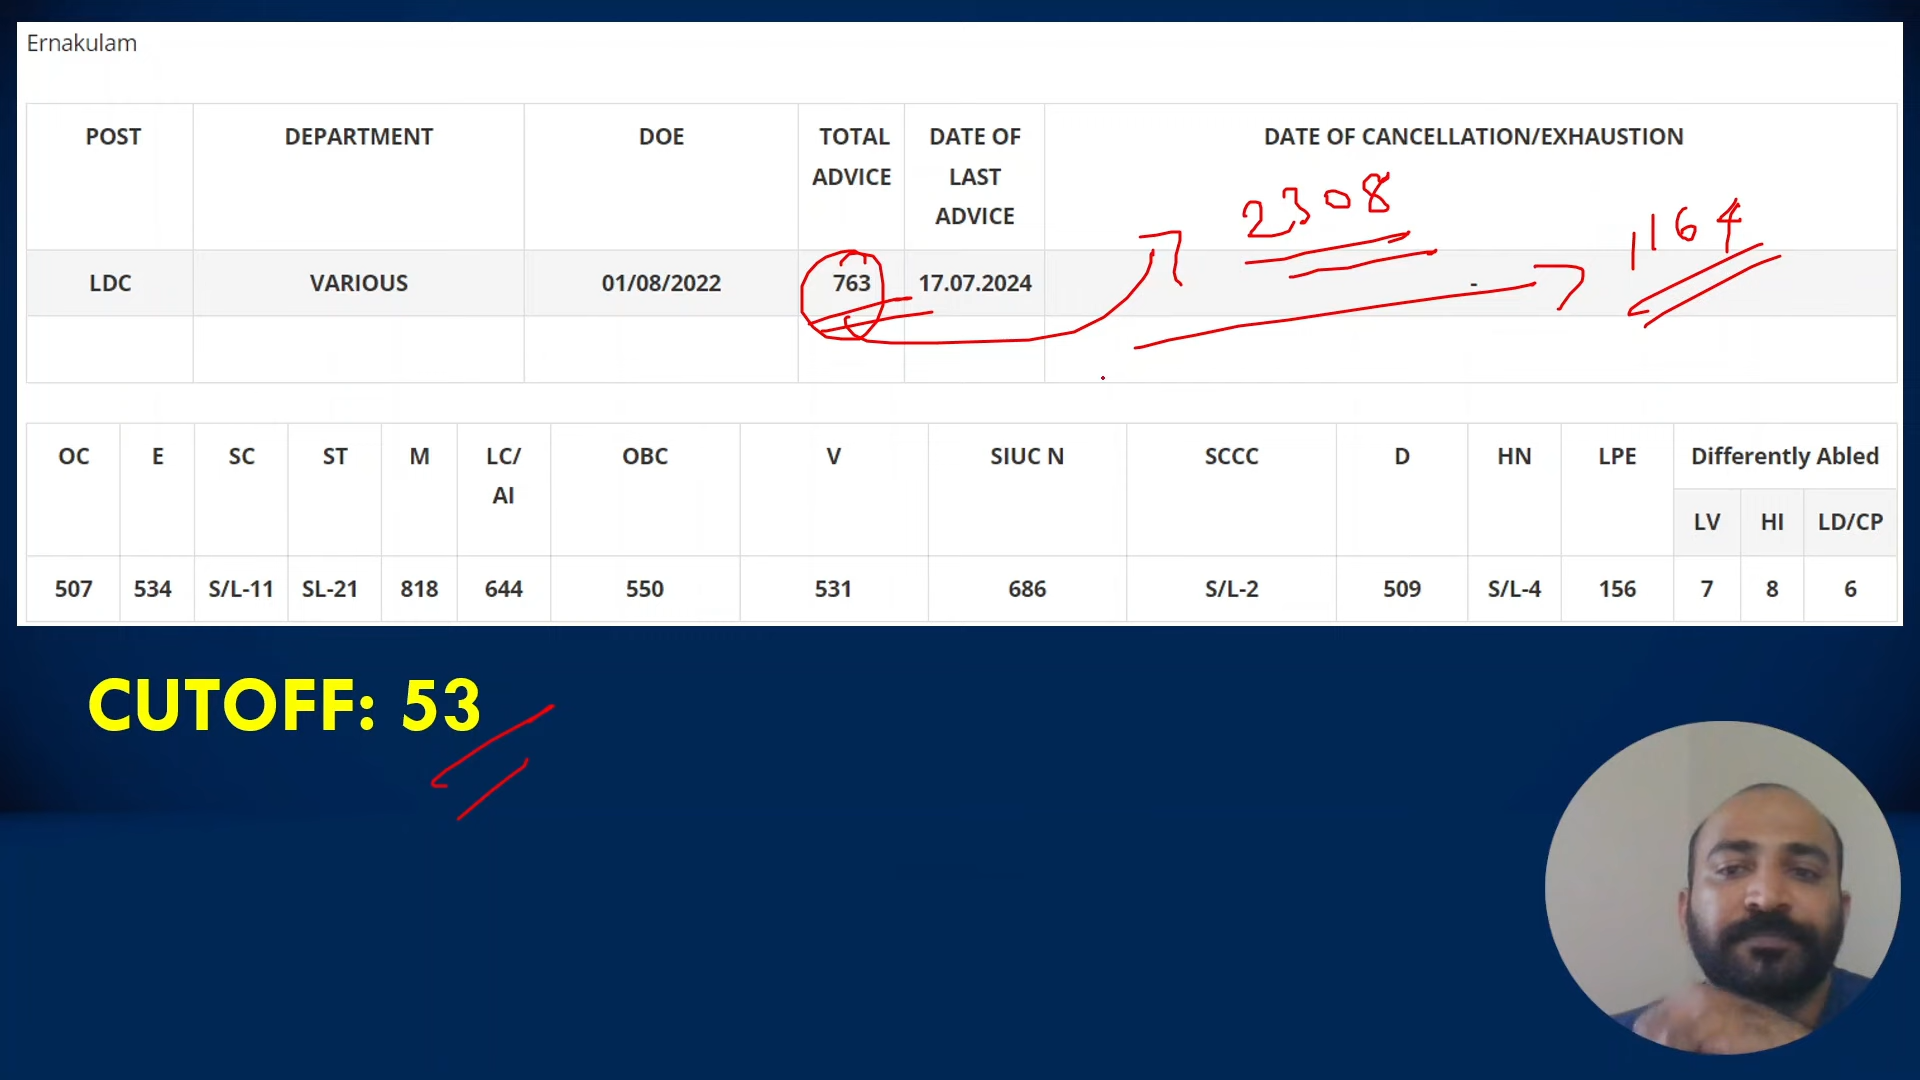 Ernakulam
POST DEPARTMENT DOE TOTAL ADVICE DATE OF LAST ADVICE DATE OF CANCELLATION/EXHAUSTION
2308
1164
LDC VARIOUS 01/08/2022 763 17.07.2024 -
OC E SC ST M LC/AI OBC V SIUC N SCCC D HN LPE Differently Abled
LV HI LD/CP
507 534 S/L-11 SL-21 818 644 550 531 686 S/L-2 509 S/L-4 156 7 8 6
CUTOFF: 53